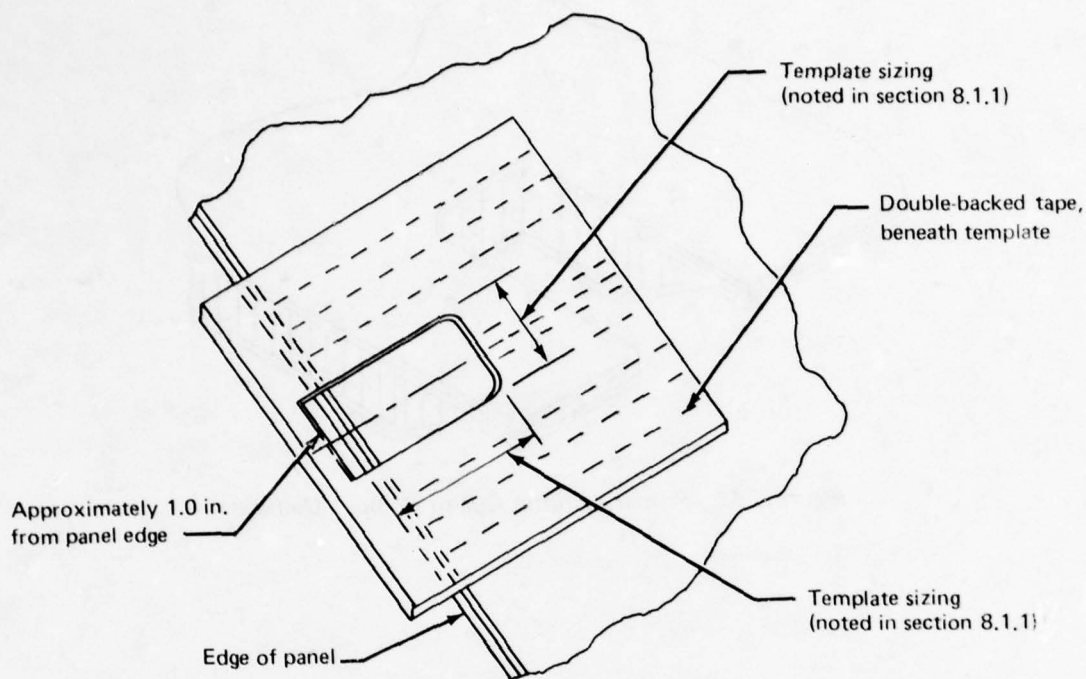 Template sizing
(noted in section 8.1.1)
Double-backed tape,
beneath template
Approximately 1.0 in.
from panel edge
Template sizing
(noted in section 8.1.1)
Edge of panel